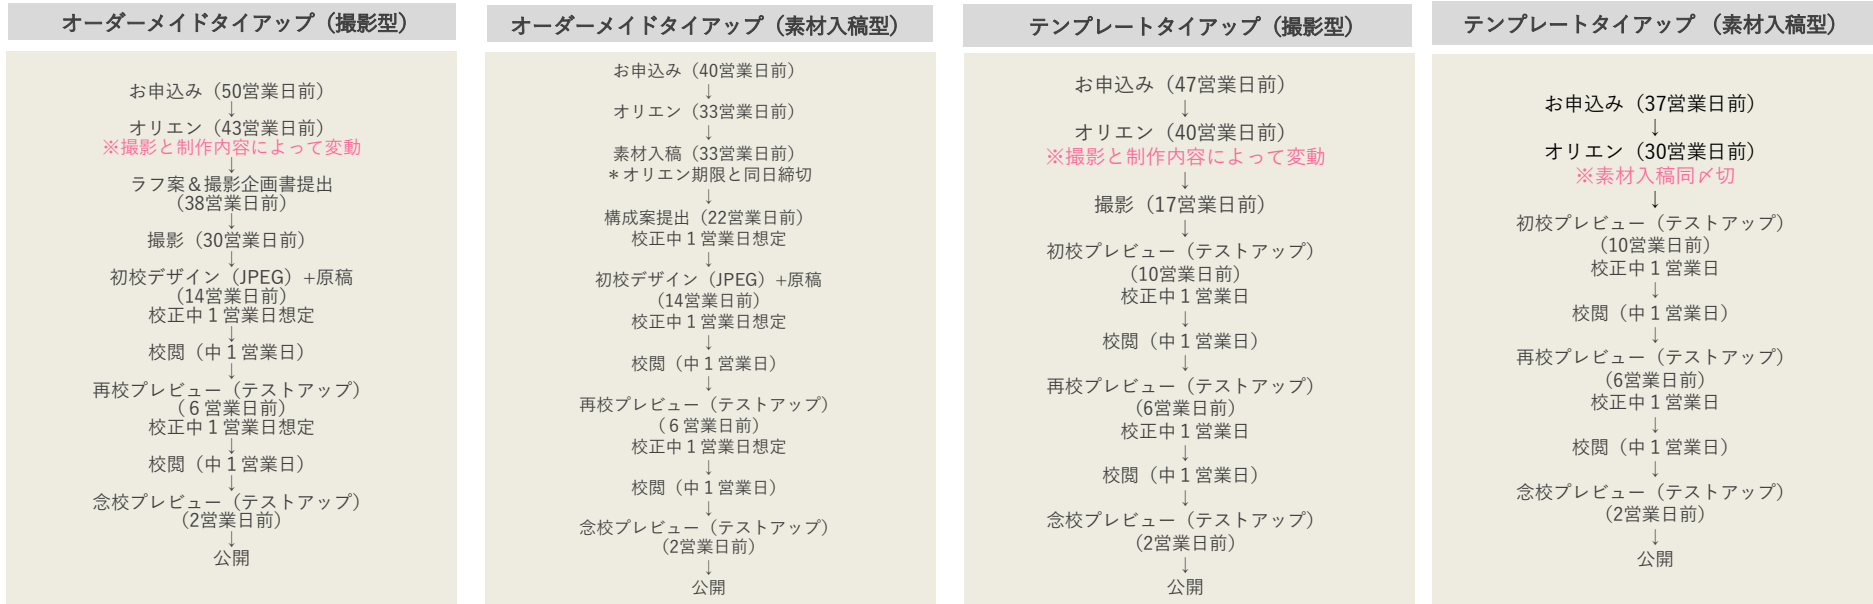 オーダーメイドタイアップ（撮影型）
お申込み（50営業日前）
↓
オリエン（43営業日前）
※撮影と制作内容によって変動
↓
ラフ案＆撮影企画書提出
（38営業日前）
↓
撮影（30営業日前）
↓
初校デザイン（JPEG）+原稿
（14営業日前）
校正中１営業日想定
↓
校閲（中１営業日）
↓
再校プレビュー（テストアップ）
（６営業日前）
校正中１営業日想定
↓
校閲（中１営業日）
↓
念校プレビュー（テストアップ）
（2営業日前）
↓
公開
オーダーメイドタイアップ（素材入稿型）
お申込み（40営業日前）
↓
オリエン（33営業日前）
↓
素材入稿（33営業日前）
＊オリエン期限と同日締切
↓
構成案提出（22営業日前）
校正中１営業日想定
↓
初校デザイン（JPEG）+原稿
（14営業日前）
校正中１営業日想定
↓
校閲（中１営業日）
↓
再校プレビュー（テストアップ）
（６営業日前）
校正中１営業日想定
↓
校閲（中１営業日）
↓
念校プレビュー（テストアップ）
（2営業日前）
↓
公開
テンプレートタイアップ（撮影型）
お申込み（47営業日前）
↓
オリエン（40営業日前）
※撮影と制作内容によって変動
↓
撮影（17営業日前）
↓
初校プレビュー（テストアップ）
（10営業日前）
校正中１営業日
↓
校閲（中１営業日）
↓
再校プレビュー（テストアップ）
（6営業日前）
校正中１営業日
↓
校閲（中１営業日）
↓
念校プレビュー（テストアップ）
（2営業日前）
↓
公開
テンプレートタイアップ （素材入稿型）
お申込み（37営業日前）
↓
オリエン（30営業日前）
※素材入稿同〆切
↓
初校プレビュー（テストアップ）
（10営業日前）
校正中１営業日
↓
校閲（中１営業日）
↓
再校プレビュー（テストアップ）
（6営業日前）
校正中１営業日
↓
校閲（中１営業日）
↓
念校プレビュー（テストアップ）
（2営業日前）
↓
公開